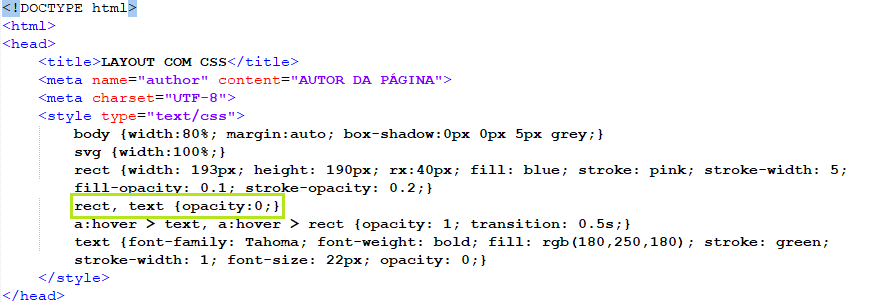 <!DOCTYPE html>
<html>
<head>
<title>LAYOUT COM CSS</title>
<meta name="author" content="AUTOR DA PÁGINA">
<meta charset="UTF-8">
<style type="text/css">
body {width:80%; margin:auto; box-shadow:0px 0px 5px grey;}
svg {width:100%;}
rect {width: 193px; height: 190px; rx:40px; fill: blue; stroke: pink; stroke-width: 5;
fill-opacity: 0.1; stroke-opacity: 0.2;}
rect, text {opacity:0;}
a:hover > text, a:hover > rect {opacity: 1; transition: 0.5s;}
text {font-family: Tahoma; font-weight: bold; fill: rgb(180,250,180); stroke: green;
stroke-width: 1; font-size: 22px; opacity: 0;}
</style>
</head>